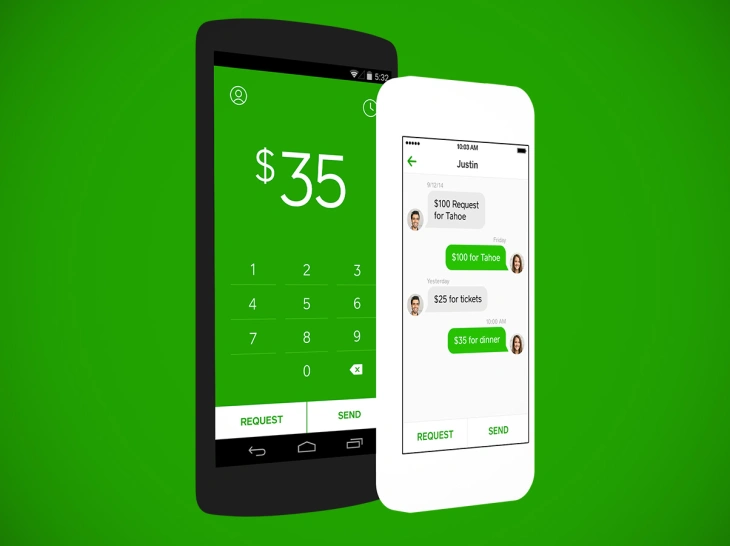 5:32
$35
1 2 3
4 5 6
7 8 9
0
REQUEST SEND
10:03 AM
Justin
9/12/14
$100 Request
for Tahoe
Friday
$100 for Tahoe
Yesterday
$25 for tickets
10:00 AM
$35 for dinner
REQUEST SEND